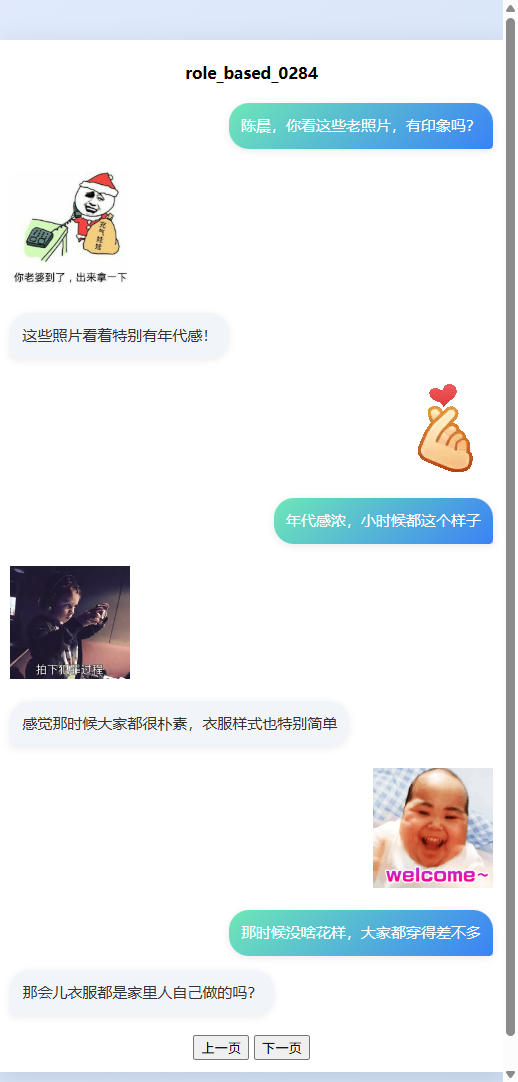 role_based_0284
陈晨，你看这些老照片，有印象吗？
充气娃娃
你老婆到了，出来拿一下
这些照片看着特别有年代感！
年代感浓，小时候都这个样子
拍下犯罪过程
感觉那时候大家都很朴素，衣服样式也特别简单
welcome~
那时候没啥花样，大家都穿得差不多
那会儿衣服都是家里人自己做的吗？
上一页 下一页